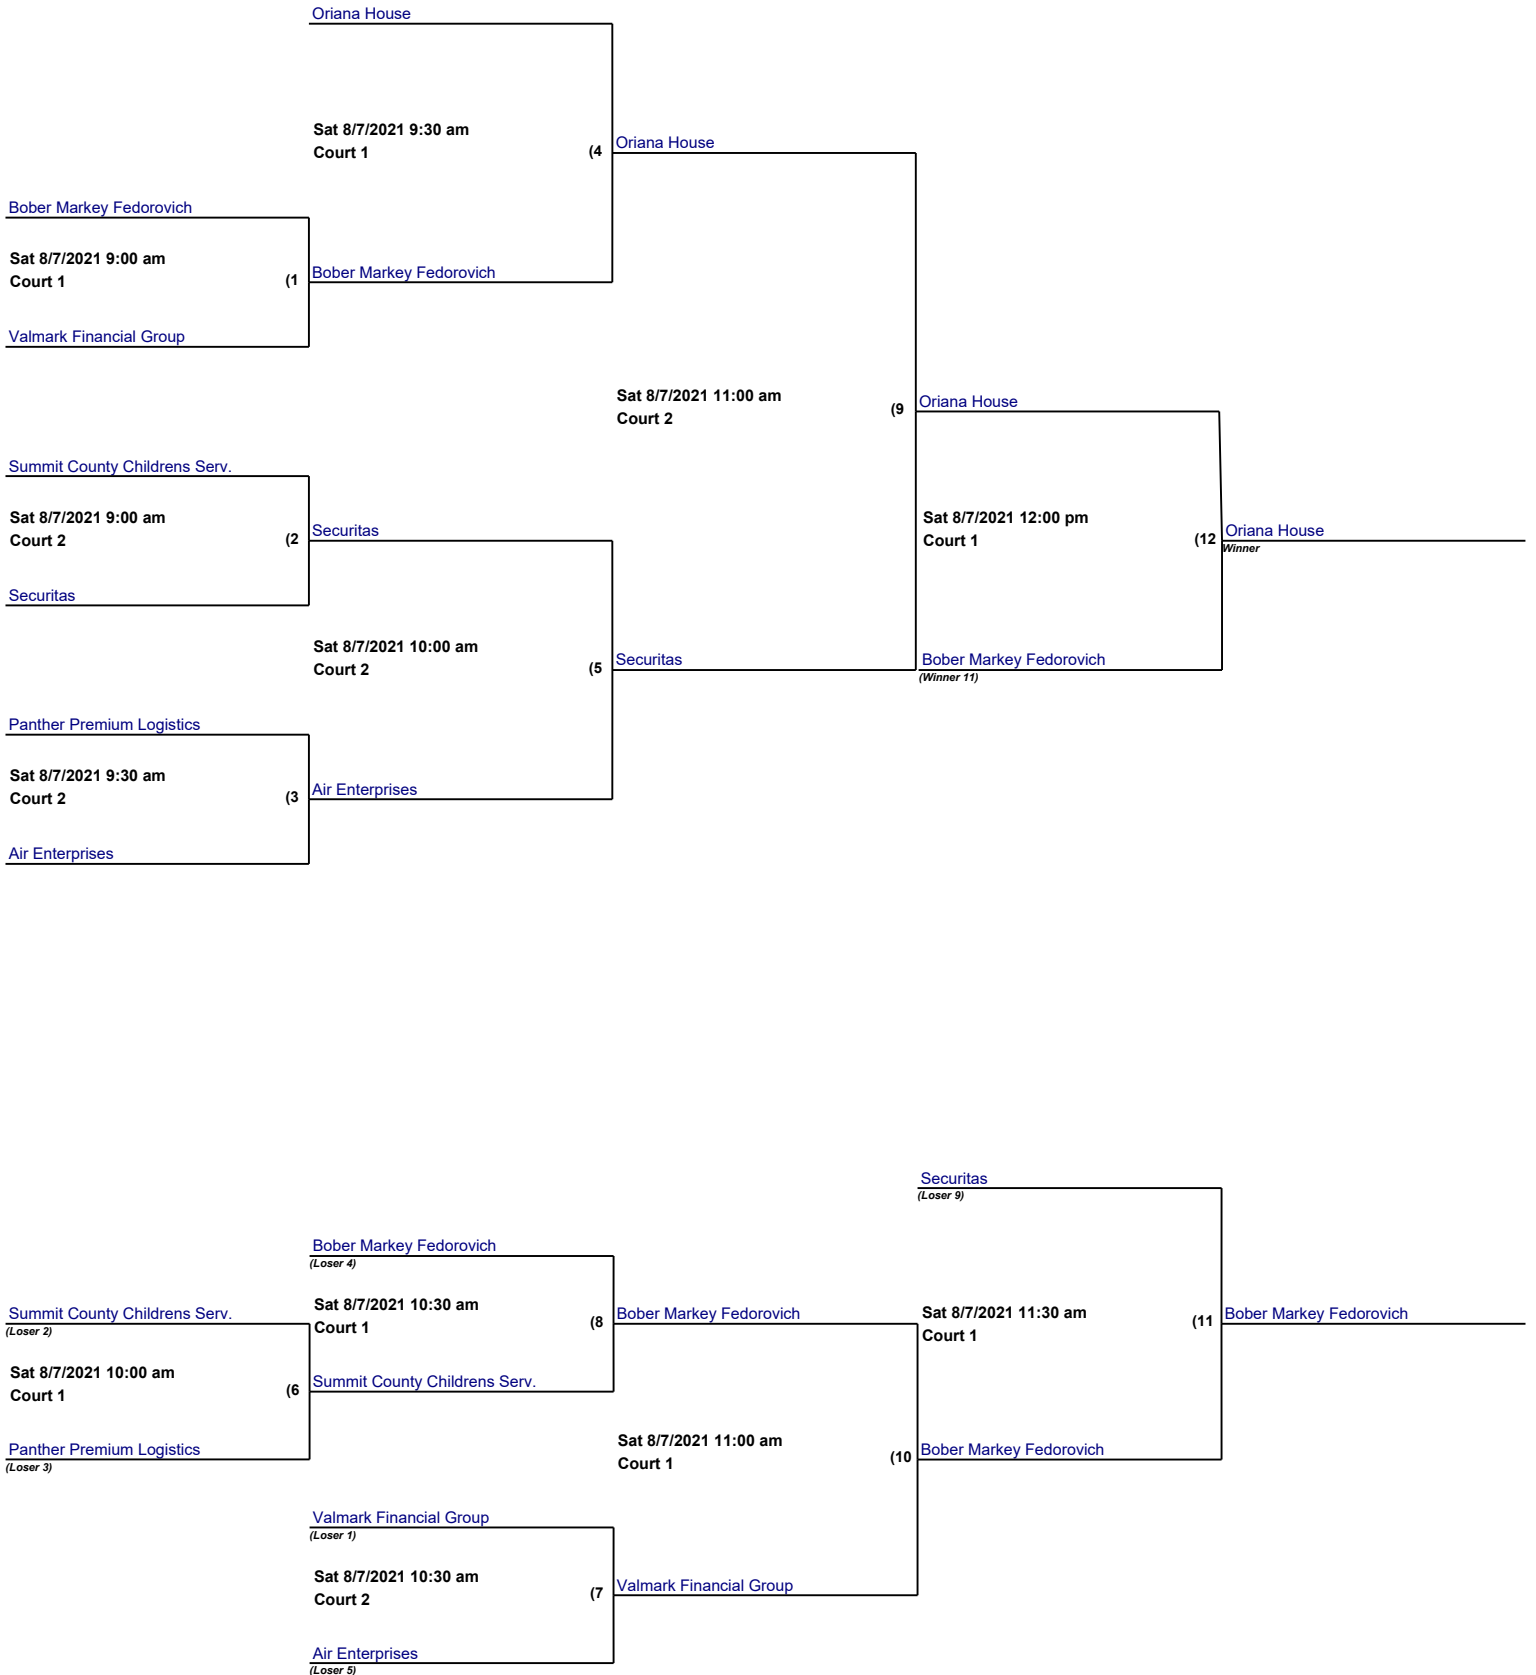 Oriana House
Sat 8/7/2021 9:30 am
Court 1
(4
Oriana House
Bober Markey Fedorovich
Sat 8/7/2021 9:00 am
Court 1
(1
Bober Markey Fedorovich
Valmark Financial Group
Sat 8/7/2021 11:00 am
Court 2
(9
Oriana House
Summit County Childrens Serv.
Sat 8/7/2021 9:00 am
Court 2
(2
Securitas
Sat 8/7/2021 12:00 pm
Court 1
(12
Oriana House
Winner
Securitas
Sat 8/7/2021 10:00 am
Court 2
(5
Securitas
Bober Markey Fedorovich
(Winner 11)
Panther Premium Logistics
Sat 8/7/2021 9:30 am
Court 2
(3
Air Enterprises
Air Enterprises
Securitas
(Loser 9)
Bober Markey Fedorovich
(Loser 4)
Summit County Childrens Serv.
(Loser 2)
Sat 8/7/2021 10:30 am
Court 1
(8
Bober Markey Fedorovich
Sat 8/7/2021 11:30 am
Court 1
(11
Bober Markey Fedorovich
Sat 8/7/2021 10:00 am
Court 1
(6
Summit County Childrens Serv.
Panther Premium Logistics
(Loser 3)
Sat 8/7/2021 11:00 am
Court 1
(10
Bober Markey Fedorovich
Valmark Financial Group
(Loser 1)
Sat 8/7/2021 10:30 am
Court 2
(7
Valmark Financial Group
Air Enterprises
(Loser 5)